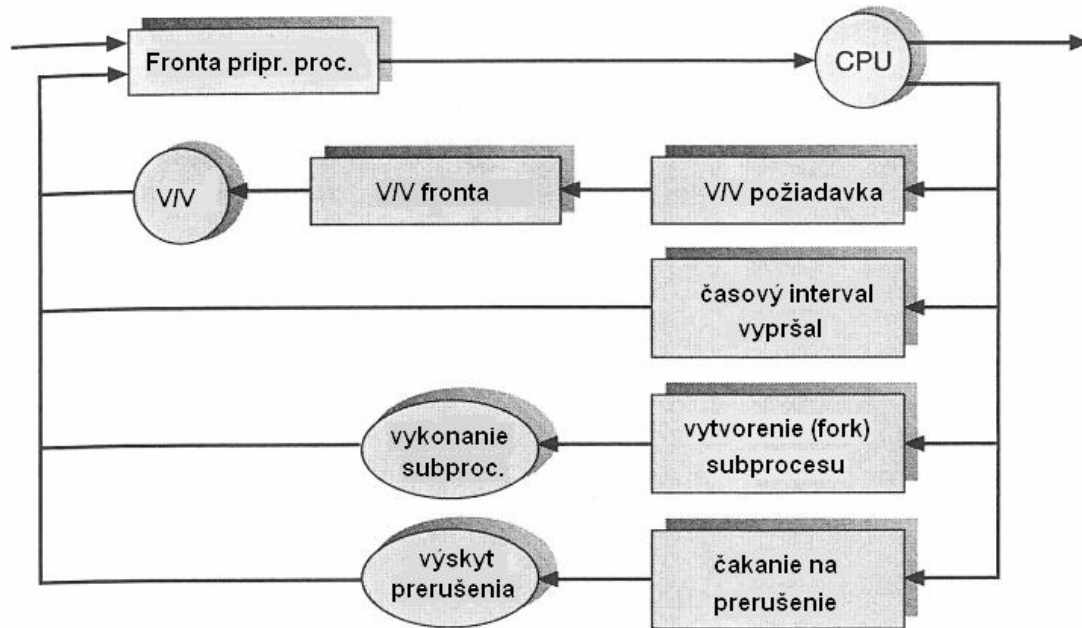 Fronta pripr. proc.
CPU
V/V
V/V fronta
V/V požiadavka
časový interval
vypršal
vykonanie
subproc.
vytvorenie (fork)
subprocesu
výskyt
prerušenia
čakanie na
prerušenie